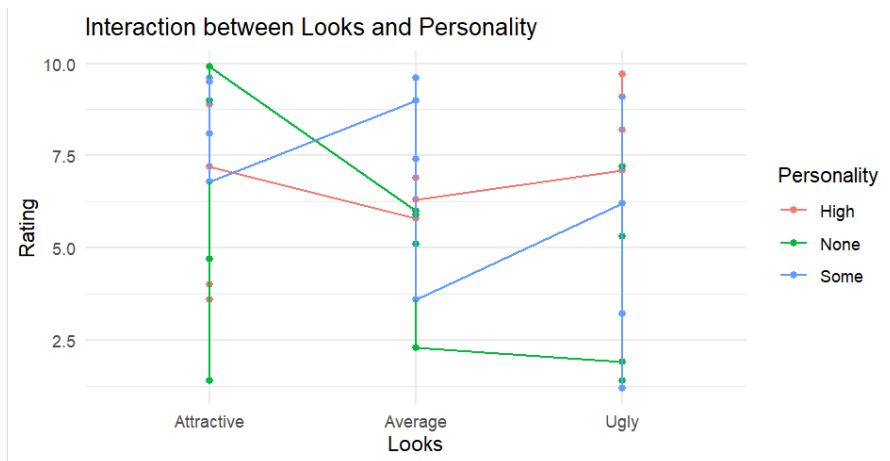 Interaction between Looks and Personality
10.0
7.5
5.0
2.5
Rating
Attractive Average Ugly
Looks
Personality
High
None
Some